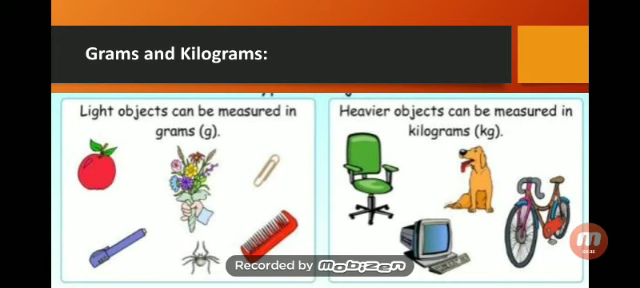 Grams and Kilograms:
Light objects can be measured in
grams (g).
Heavier objects can be measured in
kilograms (kg).
Recorded by mobizen